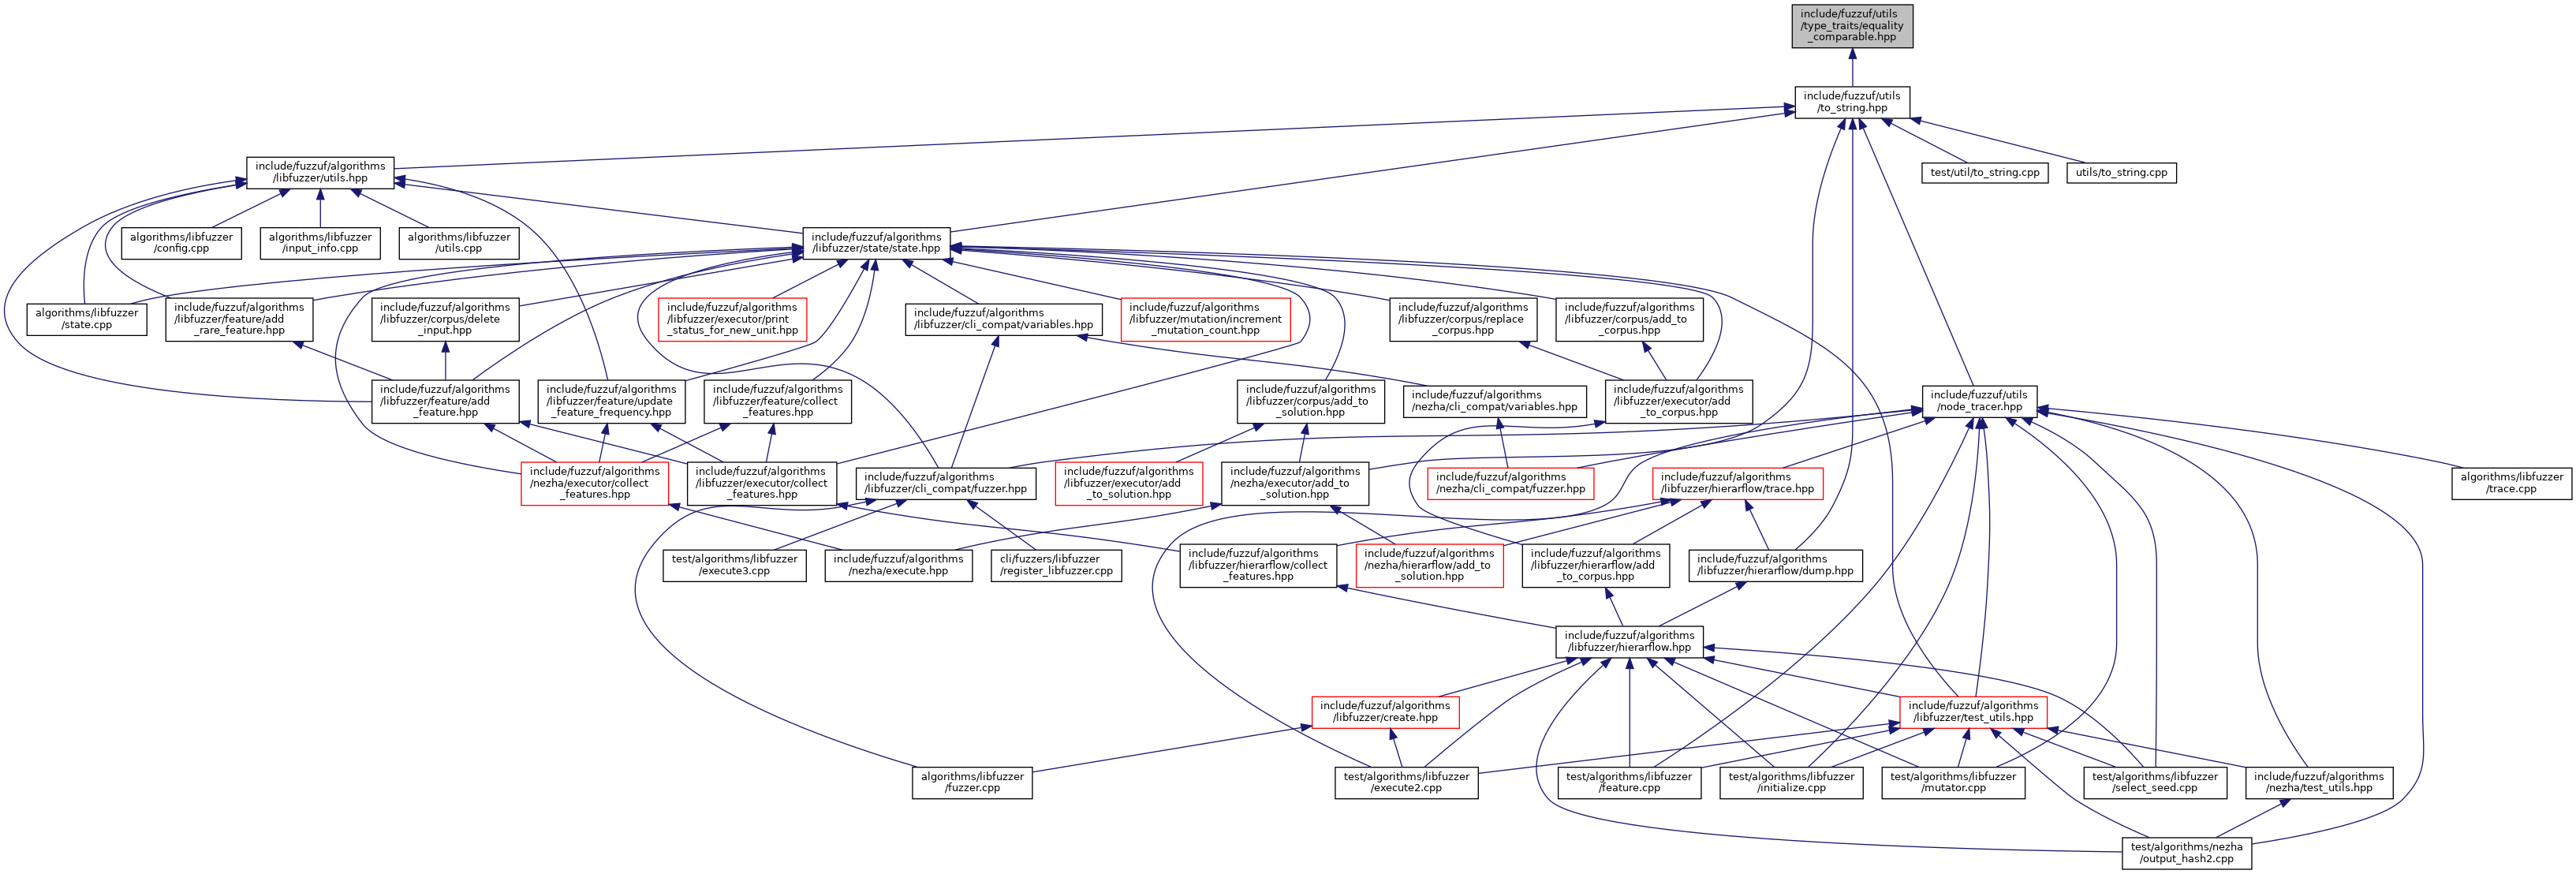 include/fuzzuf/utils
/type_traits/equality
_comparable.hpp
include/fuzzuf/utils
/to_string.hpp
include/fuzzuf/algorithms
/libfuzzer/utils.hpp
test/util/to_string.cpp
utils/to_string.cpp
algorithms/libfuzzer
/config.cpp
algorithms/libfuzzer
/input_info.cpp
algorithms/libfuzzer
/utils.cpp
include/fuzzuf/algorithms
/libfuzzer/state/state.hpp
algorithms/libfuzzer
/state.cpp
include/fuzzuf/algorithms
/libfuzzer/feature/add
_rare_feature.hpp
include/fuzzuf/algorithms
/libfuzzer/corpus/delete
_input.hpp
include/fuzzuf/algorithms
/libfuzzer/executor/print
_status_for_new_unit.hpp
include/fuzzuf/algorithms
/libfuzzer/cli_compat/variables.hpp
include/fuzzuf/algorithms
/libfuzzer/mutation/increment
_mutation_count.hpp
include/fuzzuf/algorithms
/libfuzzer/corpus/replace
_corpus.hpp
include/fuzzuf/algorithms
/libfuzzer/corpus/add_to
_corpus.hpp
include/fuzzuf/algorithms
/libfuzzer/feature/add
_feature.hpp
include/fuzzuf/algorithms
/libfuzzer/feature/update
_feature_frequency.hpp
include/fuzzuf/algorithms
/libfuzzer/feature/collect
_features.hpp
include/fuzzuf/algorithms
/libfuzzer/corpus/add_to
_solution.hpp
include/fuzzuf/algorithms
/nezha/cli_compat/variables.hpp
include/fuzzuf/algorithms
/libfuzzer/executor/add
_to_corpus.hpp
include/fuzzuf/utils
/node_tracer.hpp
include/fuzzuf/algorithms
/nezha/executor/collect
_features.hpp
include/fuzzuf/algorithms
/libfuzzer/executor/collect
_features.hpp
include/fuzzuf/algorithms
/libfuzzer/cli_compat/fuzzer.hpp
include/fuzzuf/algorithms
/libfuzzer/executor/add
_to_solution.hpp
include/fuzzuf/algorithms
/nezha/executor/add_to
_solution.hpp
include/fuzzuf/algorithms
/nezha/cli_compat/fuzzer.hpp
include/fuzzuf/algorithms
/libfuzzer/hierarflow/trace.hpp
algorithms/libfuzzer
/trace.cpp
test/algorithms/libfuzzer
/execute3.cpp
include/fuzzuf/algorithms
/nezha/execute.hpp
cli/fuzzers/libfuzzer
/register_libfuzzer.cpp
include/fuzzuf/algorithms
/libfuzzer/hierarflow/collect
_features.hpp
include/fuzzuf/algorithms
/nezha/hierarflow/add_to
_solution.hpp
include/fuzzuf/algorithms
/libfuzzer/hierarflow/add
_to_corpus.hpp
include/fuzzuf/algorithms
/libfuzzer/hierarflow/dump.hpp
include/fuzzuf/algorithms
/libfuzzer/hierarflow.hpp
include/fuzzuf/algorithms
/libfuzzer/create.hpp
include/fuzzuf/algorithms
/libfuzzer/test_utils.hpp
algorithms/libfuzzer
/fuzzer.cpp
test/algorithms/libfuzzer
/execute2.cpp
test/algorithms/libfuzzer
/feature.cpp
test/algorithms/libfuzzer
/initialize.cpp
test/algorithms/libfuzzer
/mutator.cpp
test/algorithms/libfuzzer
/select_seed.cpp
include/fuzzuf/algorithms
/nezha/test_utils.hpp
test/algorithms/nezha
/output_hash2.cpp